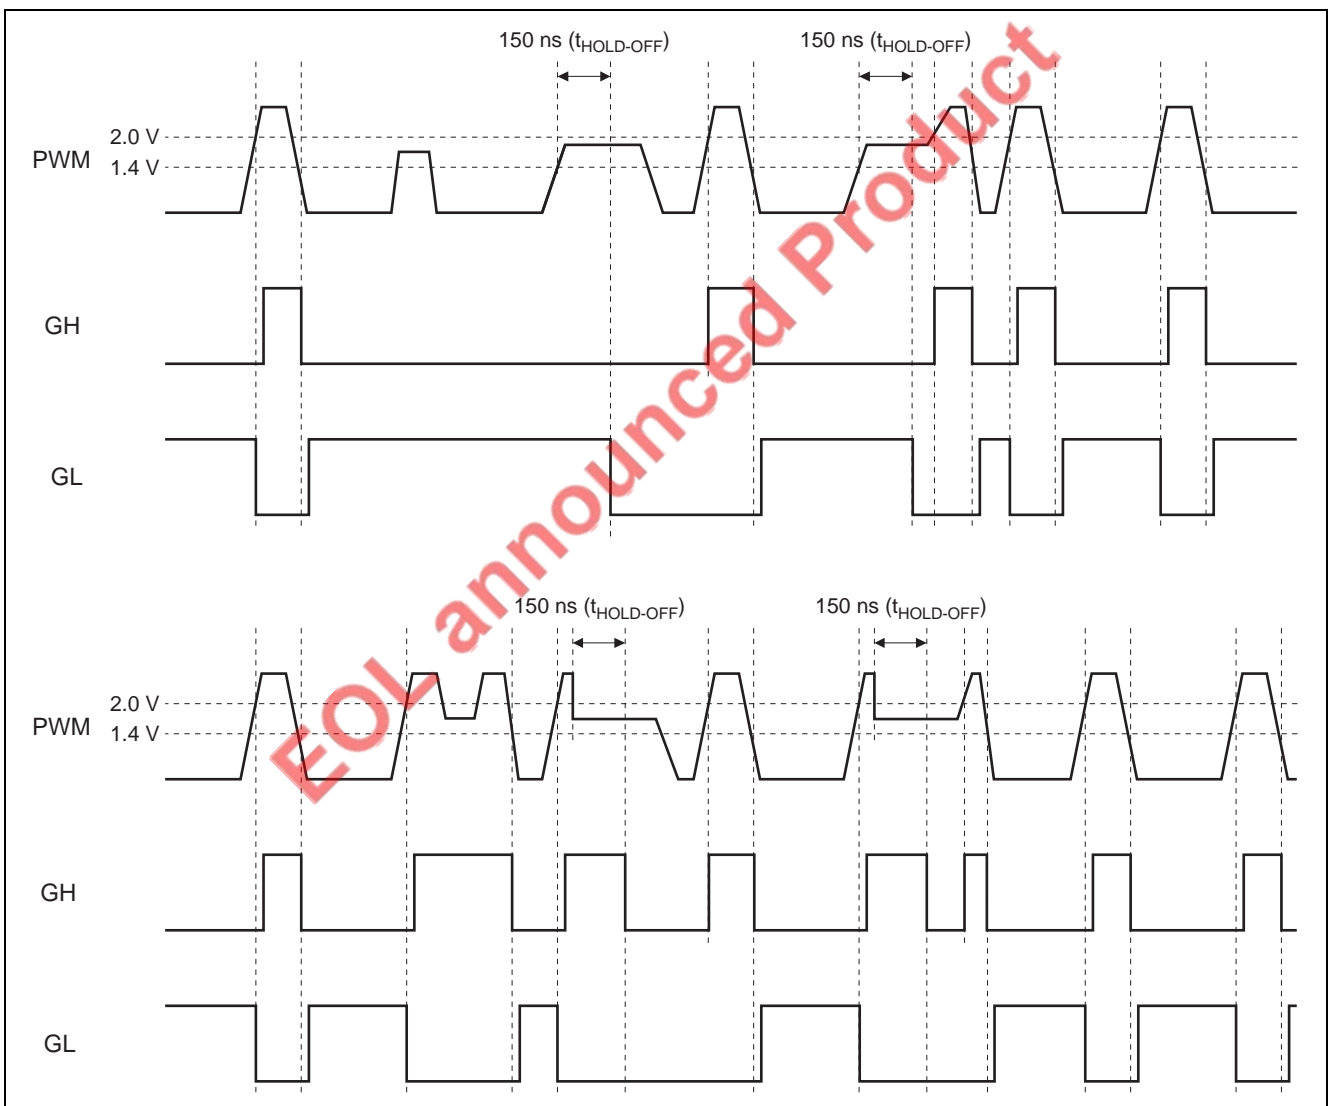 150 ns (tHOLD-OFF) 150 ns (tHOLD-OFF)
2.0 V
PWM
1.4 V
GH
GL
EOL announced Product
150 ns (tHOLD-OFF) 150 ns (tHOLD-OFF)
2.0 V
PWM
1.4 V
GH
GL